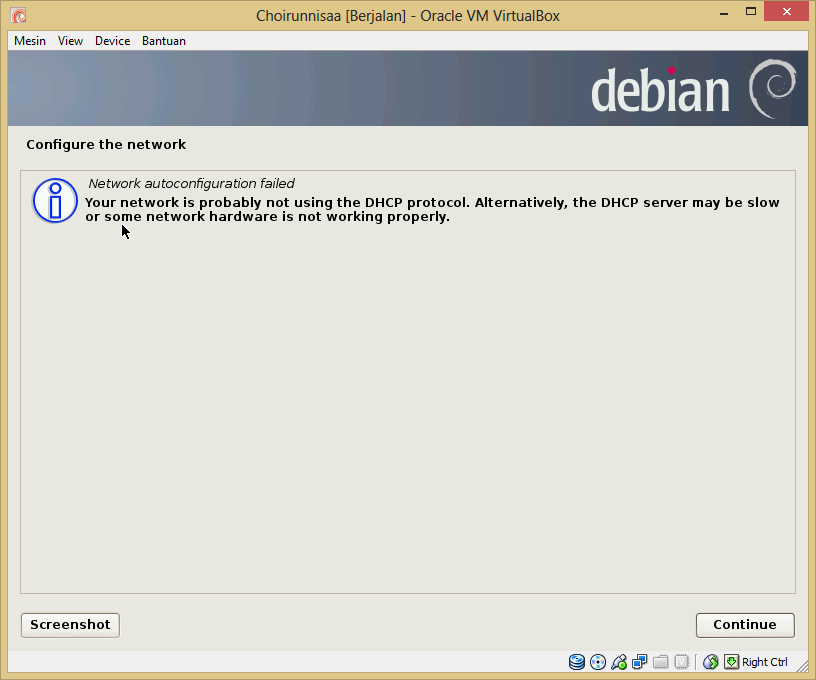 Choirunnisaa [Berjalan] - Oracle VM VirtualBox
Mesin View Device Bantuan
debian
Configure the network
Network autoconfiguration failed
Your network is probably not using the DHCP protocol. Alternatively, the DHCP server may be slow
or some network hardware is not working properly.
Screenshot Continue
Right Ctrl